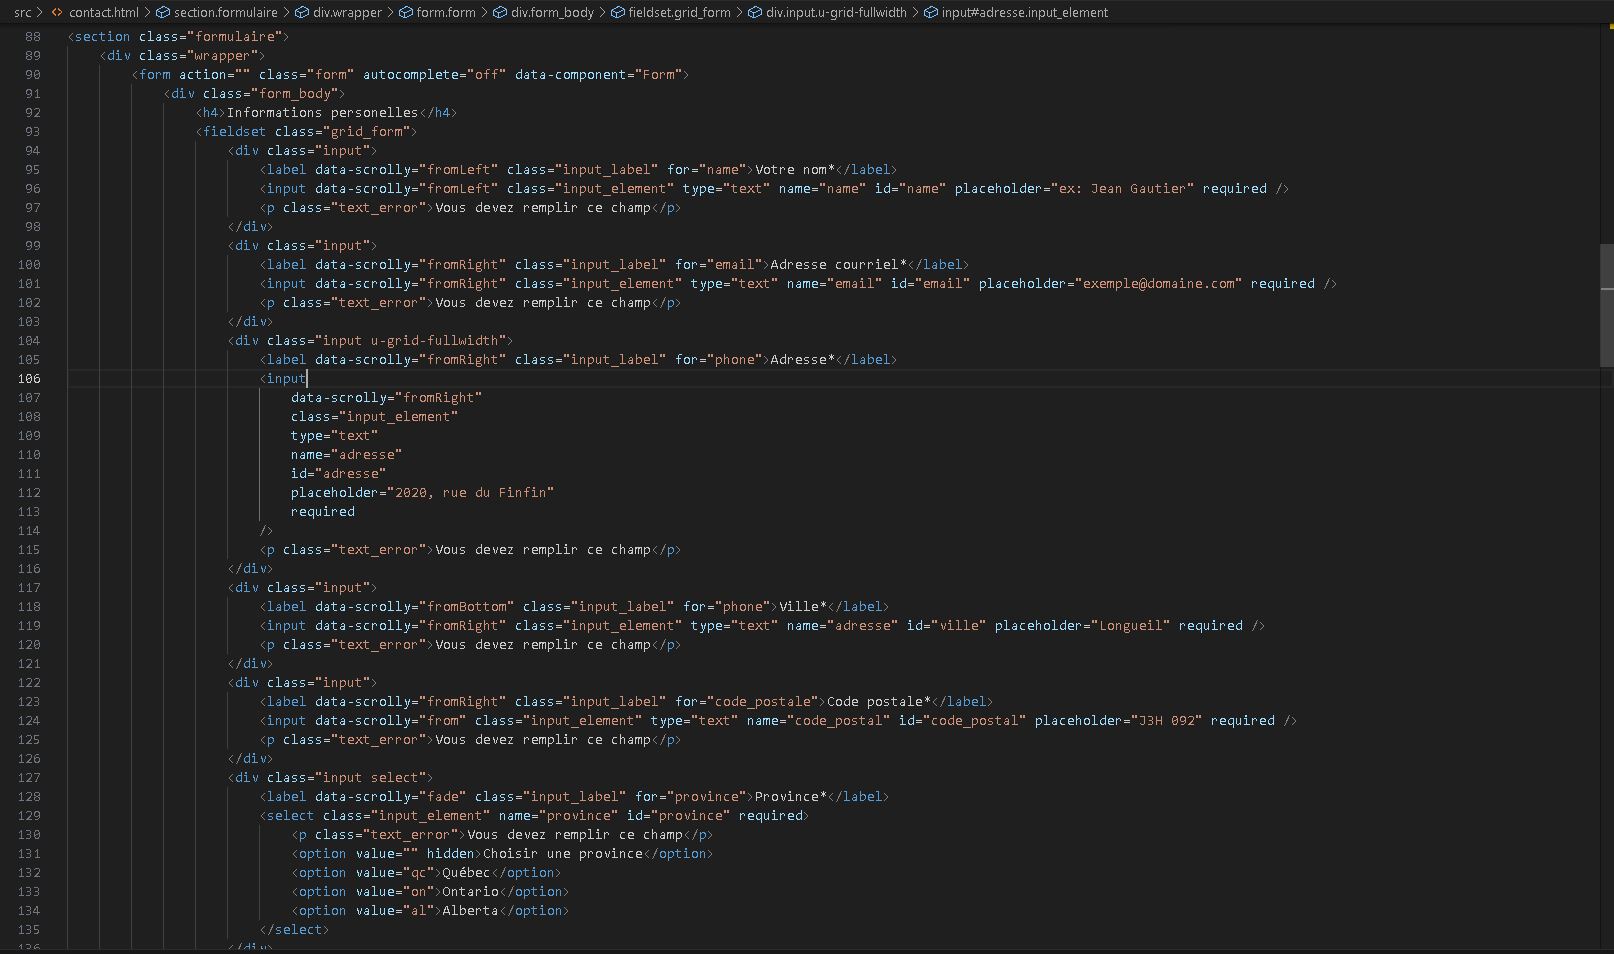 src > contact.html > section.formulaire > div.wrapper > form.form > div.form_body > fieldset.grid_form > div.input.u-grid-fullwidth > input#adresse.input_element
88 <section class="formulaire">
89 <div class="wrapper">
90 <form action="" class="form" autocomplete="off" data-component="Form">
91 <div class="form_body">
92 <h4>Informations personelles</h4>
93 <fieldset class="grid_form">
94 <div class="input">
95 <label data-scrolly="fromLeft" class="input_label" for="name">Votre nom*</label>
96 <input data-scrolly="fromLeft" class="input_element" type="text" name="name" id="name" placeholder="ex: Jean Gautier" required />
97 <p class="text_error">Vous devez remplir ce champ</p>
98 </div>
99 <div class="input">
100 <label data-scrolly="fromRight" class="input_label" for="email">Adresse courriel*</label>
101 <input data-scrolly="fromRight" class="input_element" type="text" name="email" id="email" placeholder="exemple@domaine.com" required />
102 <p class="text_error">Vous devez remplir ce champ</p>
103 </div>
104 <div class="input u-grid-fullwidth">
105 <label data-scrolly="fromRight" class="input_label" for="phone">Adresse*</label>
106 <input
107 data-scrolly="fromRight"
108 class="input_element"
109 type="text"
110 name="adresse"
111 id="adresse"
112 placeholder="2020, rue du Finfin"
113 required
114 />
115 <p class="text_error">Vous devez remplir ce champ</p>
116 </div>
117 <div class="input">
118 <label data-scrolly="fromBottom" class="input_label" for="phone">Ville*</label>
119 <input data-scrolly="fromRight" class="input_element" type="text" name="adresse" id="ville" placeholder="Longueil" required />
120 <p class="text_error">Vous devez remplir ce champ</p>
121 </div>
122 <div class="input">
123 <label data-scrolly="fromRight" class="input_label" for="code_postale">Code postale*</label>
124 <input data-scrolly="from" class="input_element" type="text" name="code_postal" id="code_postal" placeholder="J3H 092" required />
125 <p class="text_error">Vous devez remplir ce champ</p>
126 </div>
127 <div class="input select">
128 <label data-scrolly="fade" class="input_label" for="province">Province*</label>
129 <select class="input_element" name="province" id="province" required>
130 <p class="text_error">Vous devez remplir ce champ</p>
131 <option value="" hidden>Choisir une province</option>
132 <option value="qc">Québec</option>
133 <option value="on">Ontario</option>
134 <option value="al">Alberta</option>
135 </select>
136 </div>